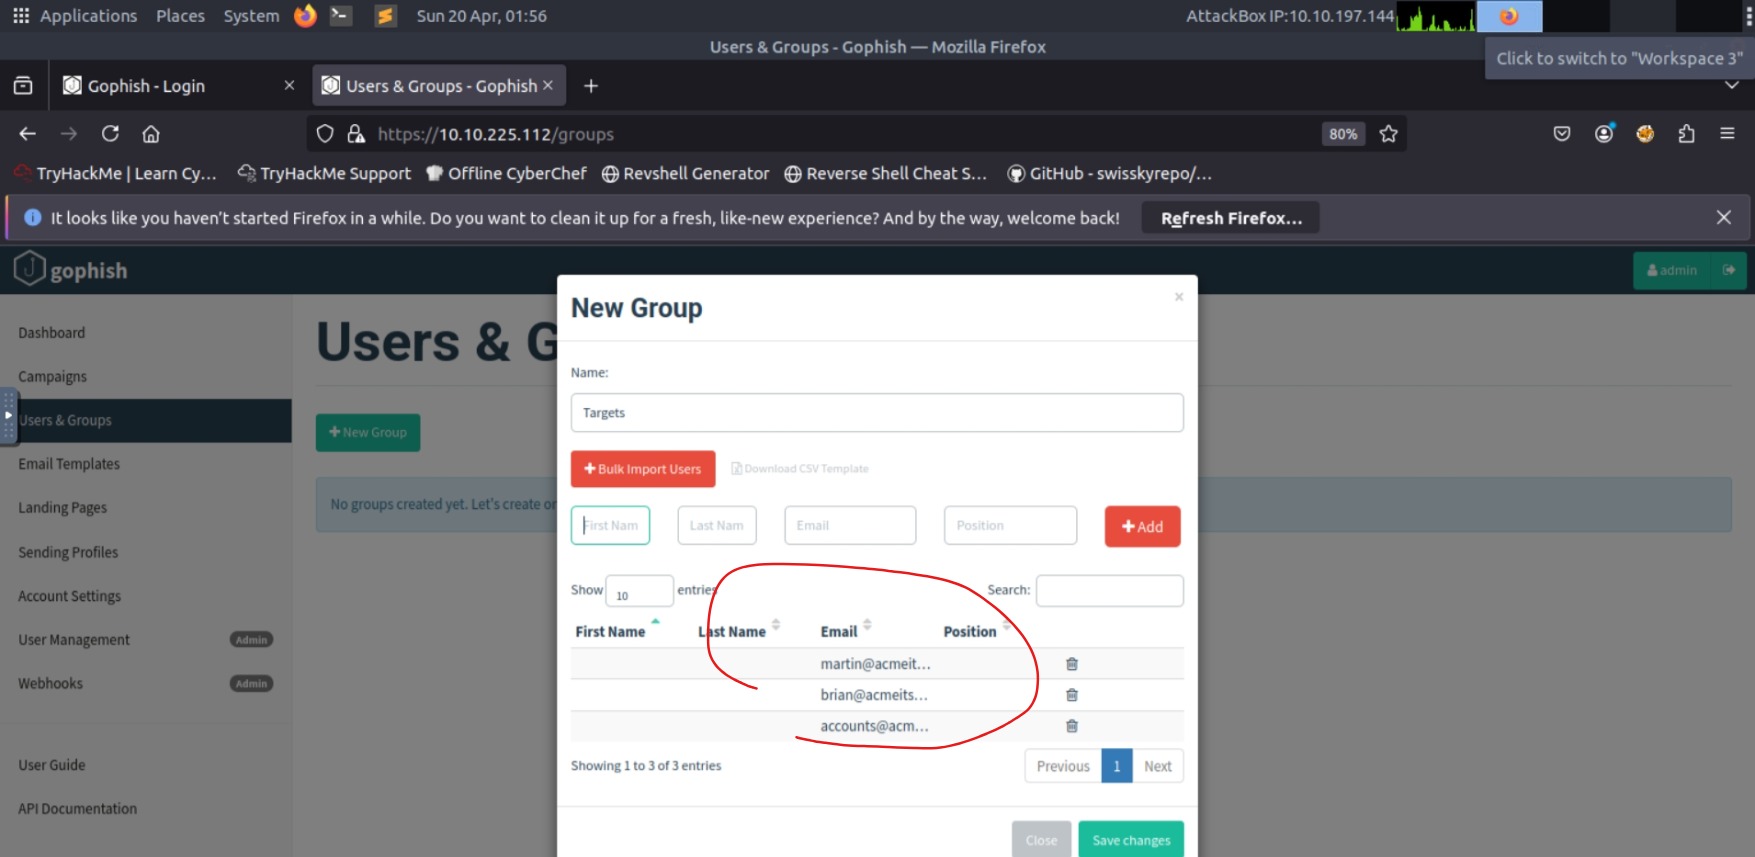 Applications Places System Sun 20 Apr, 01:56 AttackBox IP:10.10.197.144
Users & Groups - Gophish — Mozilla Firefox
Click to switch to "Workspace 3"
Gophish - Login Users & Groups - Gophish
https://10.10.225.112/groups 80%
TryHackMe | Learn Cy... TryHackMe Support Offline CyberChef Revshell Generator Reverse Shell Cheat S... GitHub - swisskyrepo/...
It looks like you haven't started Firefox in a while. Do you want to clean it up for a fresh, like-new experience? And by the way, welcome back! Refresh Firefox...
gophish admin
Dashboard
Campaigns
Users & Groups
Email Templates
Landing Pages
Sending Profiles
Account Settings
User Management Admin
Webhooks Admin
User Guide
API Documentation
Users & G
New Group
No groups created yet. Let's create on
New Group ×
Name:
Targets
Bulk Import Users Download CSV Template
First Nam Last Nam Email Position Add
Show 10 entries Search:
First Name Last Name Email Position
martin@acmeit...
brian@acmeits...
accounts@acm...
Showing 1 to 3 of 3 entries Previous 1 Next
Close Save changes